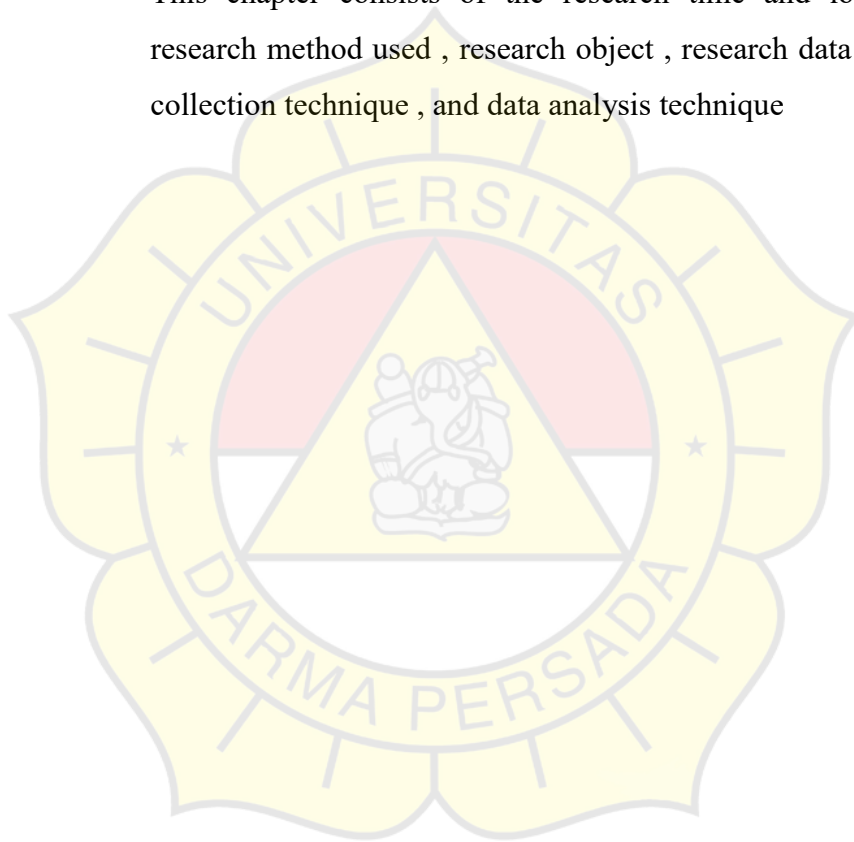 This chapter consists of the research time and
research method used , research object , research data
collection technique , and data analysis technique
UNIVERSITAS
DARMA PERSADA